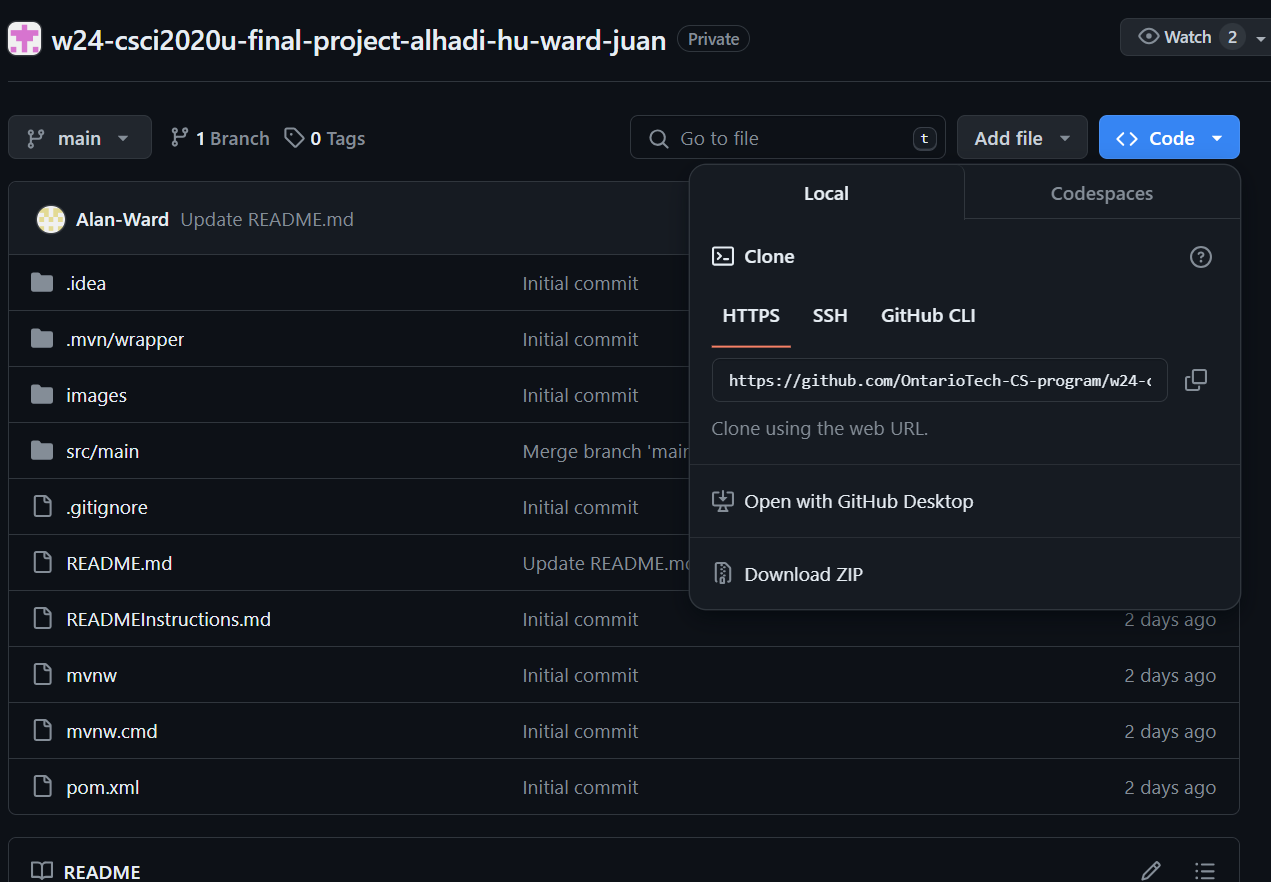 w24-csci2020u-final-project-alhadi-hu-ward-juan Private Watch 2
main 1 Branch 0 Tags Go to file t Add file Code
Local Codespaces
Alan-Ward Update README.md
Clone
.idea Initial commit
HTTPS SSH GitHub CLI
.mvn/wrapper Initial commit
https://github.com/OntarioTech-CS-program/w24-
images Initial commit
Clone using the web URL.
src/main Merge branch 'main
.gitignore Initial commit
Open with GitHub Desktop
README.md Update README.m
Download ZIP
READMEInstructions.md Initial commit 2 days ago
mvnw Initial commit 2 days ago
mvnw.cmd Initial commit 2 days ago
pom.xml Initial commit 2 days ago
README